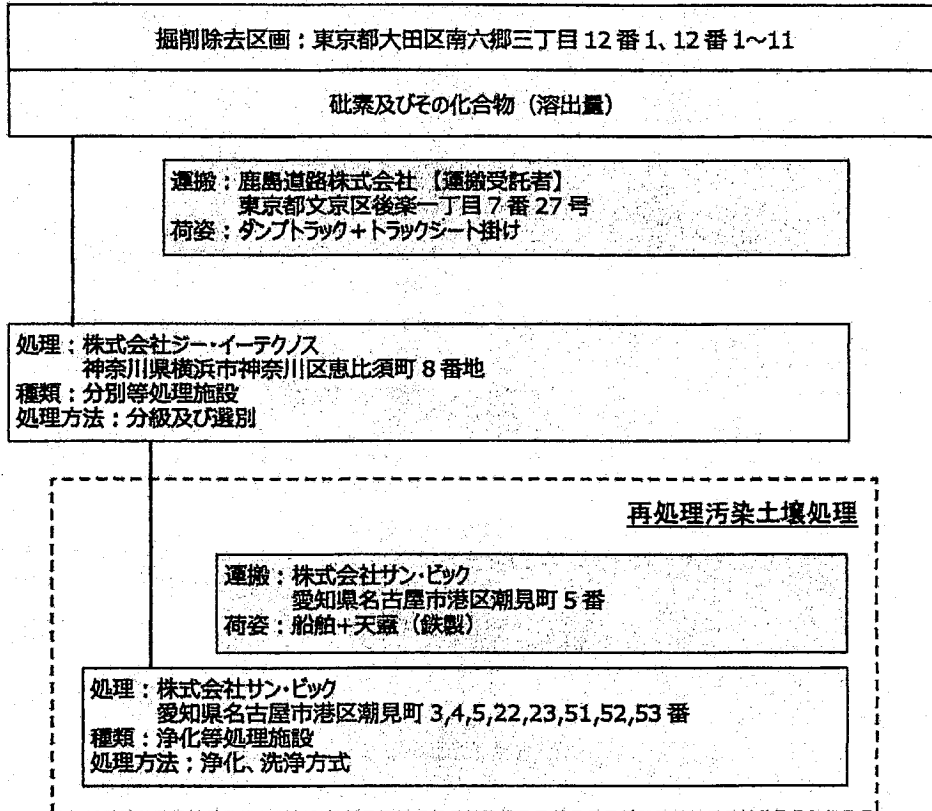 掘削除去区画：東京都大田区南六郷三丁目 12 番 1、12 番 1～11
砒素及びその化合物（溶出量）
運搬：鹿島道路株式会社 【運搬受託者】
東京都文京区後楽一丁目 7 番 27 号
荷姿：ダンプトラック+トラックシート掛け
処理：株式会社ジー・イーテクノス
神奈川県横浜市神奈川区恵比須町 8 番地
種類：分別等処理施設
処理方法：分級及び選別
再処理汚染土壌処理
運搬：株式会社サン・ビック
愛知県名古屋市港区潮見町 5 番
荷姿：船舶+天蓋（鉄製）
処理：株式会社サン・ビック
愛知県名古屋市港区潮見町 3,4,5,22,23,51,52,53 番
種類：浄化等処理施設
処理方法：浄化、洗浄方式